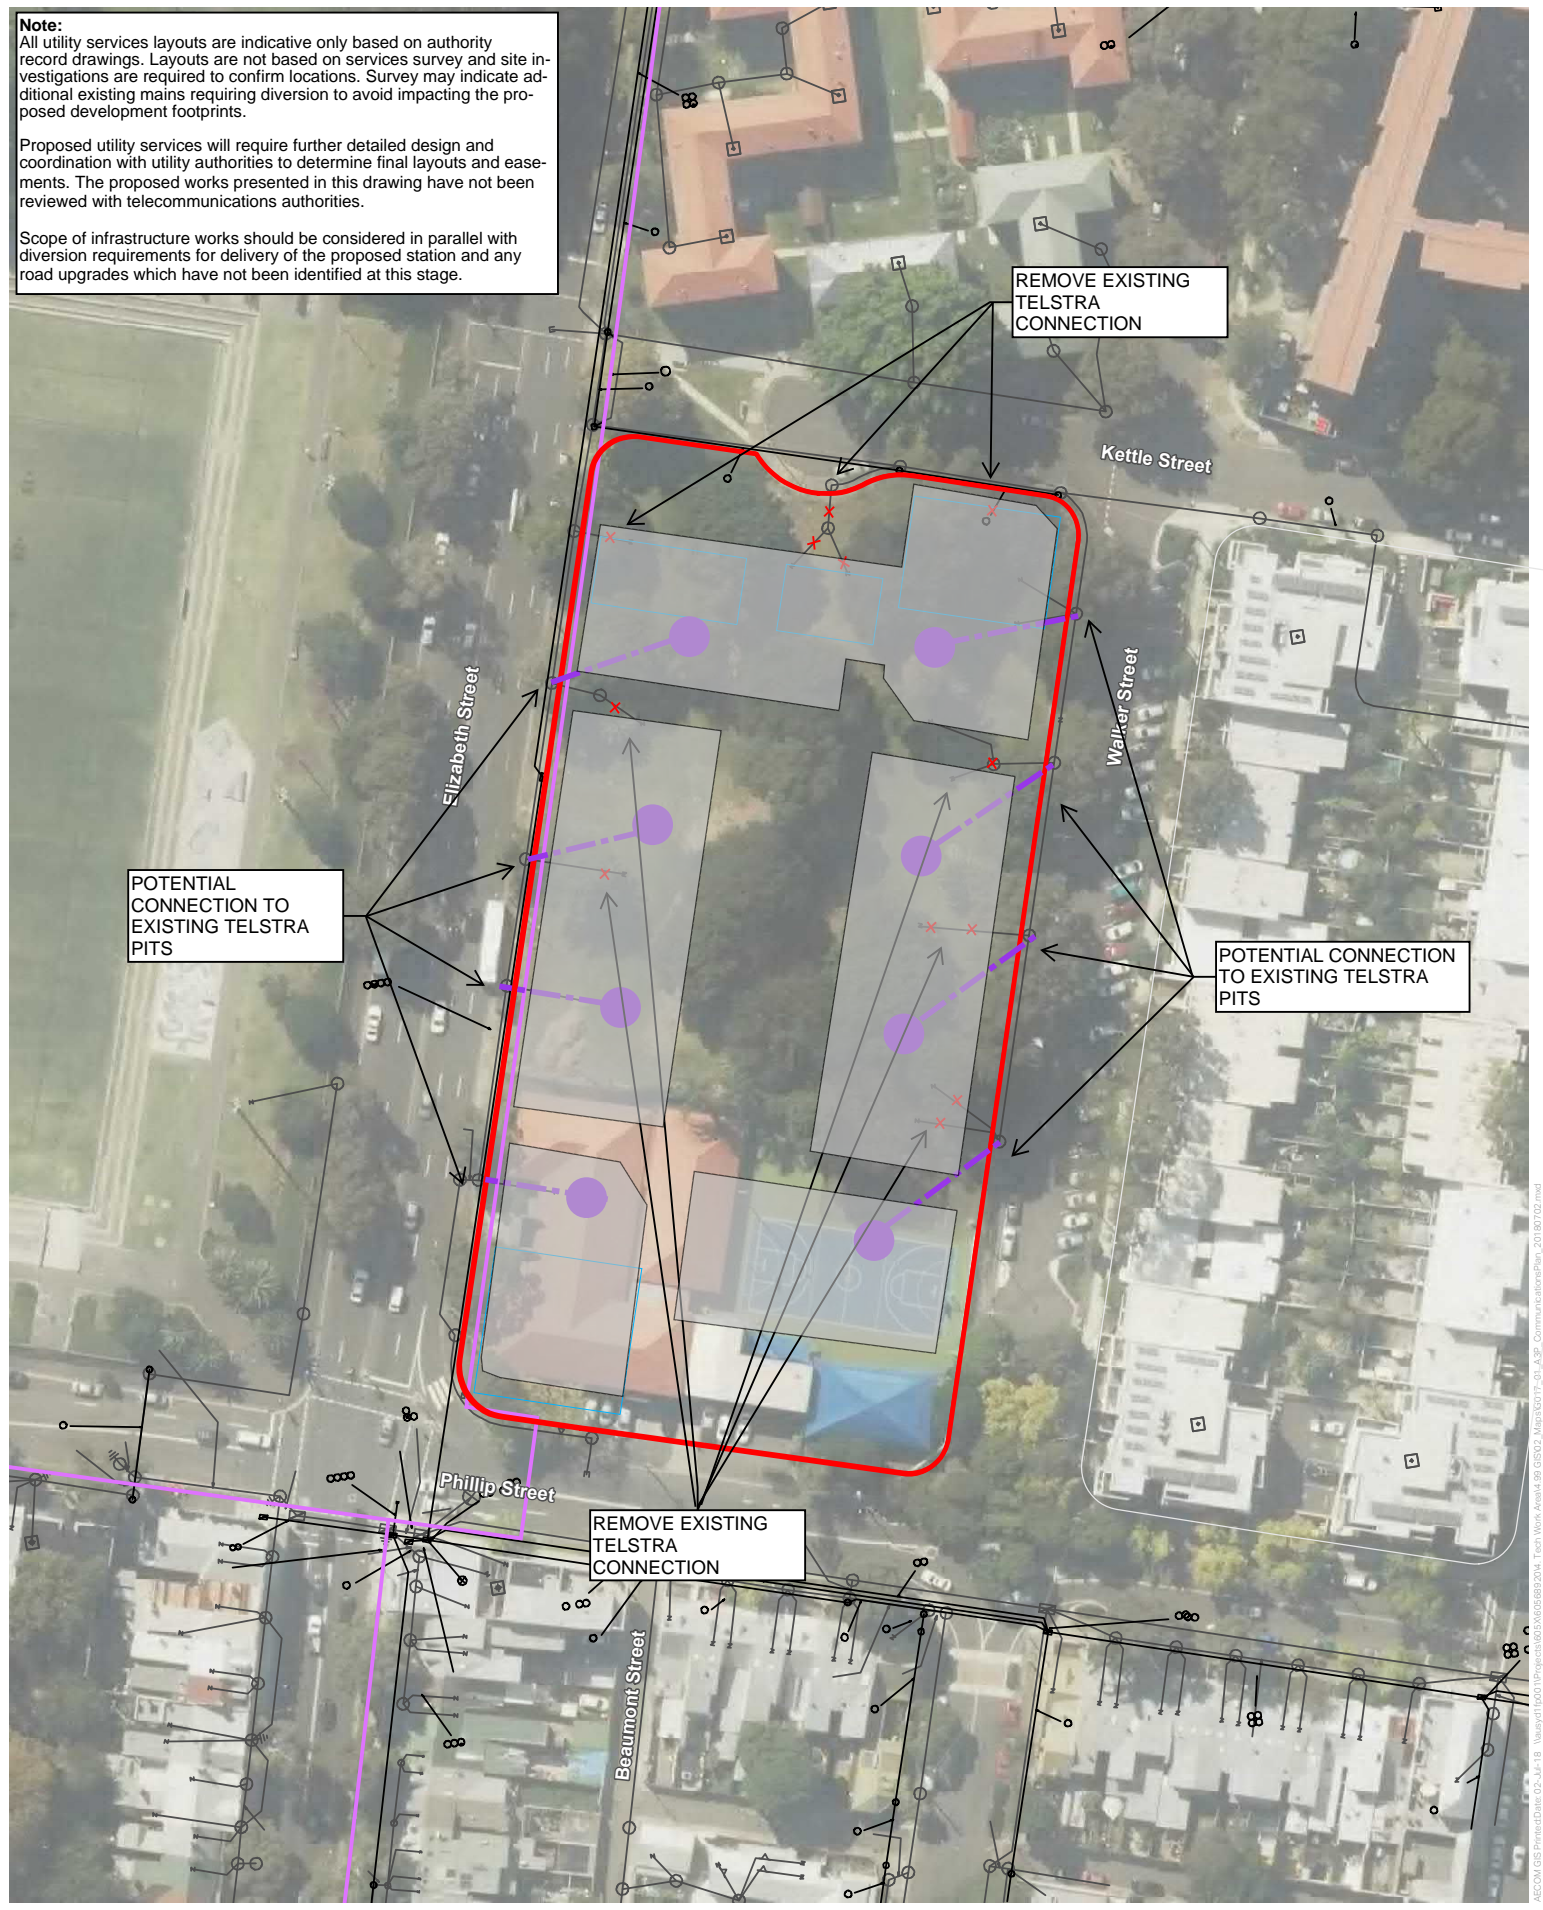 Note:
All utility services layouts are indicative only based on authority
record drawings. Layouts are not based on services survey and site in-
vestigations are required to confirm locations. Survey may indicate ad-
ditional existing mains requiring diversion to avoid impacting the pro-
posed development footprints.
Proposed utility services will require further detailed design and
coordination with utility authorities to determine final layouts and ease-
ments. The proposed works presented in this drawing have not been
reviewed with telecommunications authorities.
Scope of infrastructure works should be considered in parallel with
diversion requirements for delivery of the proposed station and any
road upgrades which have not been identified at this stage.
REMOVE EXISTING
TELSTRA
CONNECTION
Kettle Street
Elizabeth Street
Walker Street
POTENTIAL
CONNECTION TO
EXISTING TELSTRA
PITS
POTENTIAL CONNECTION
TO EXISTING TELSTRA
PITS
Phillip Street
REMOVE EXISTING
TELSTRA
CONNECTION
Beaumont Street